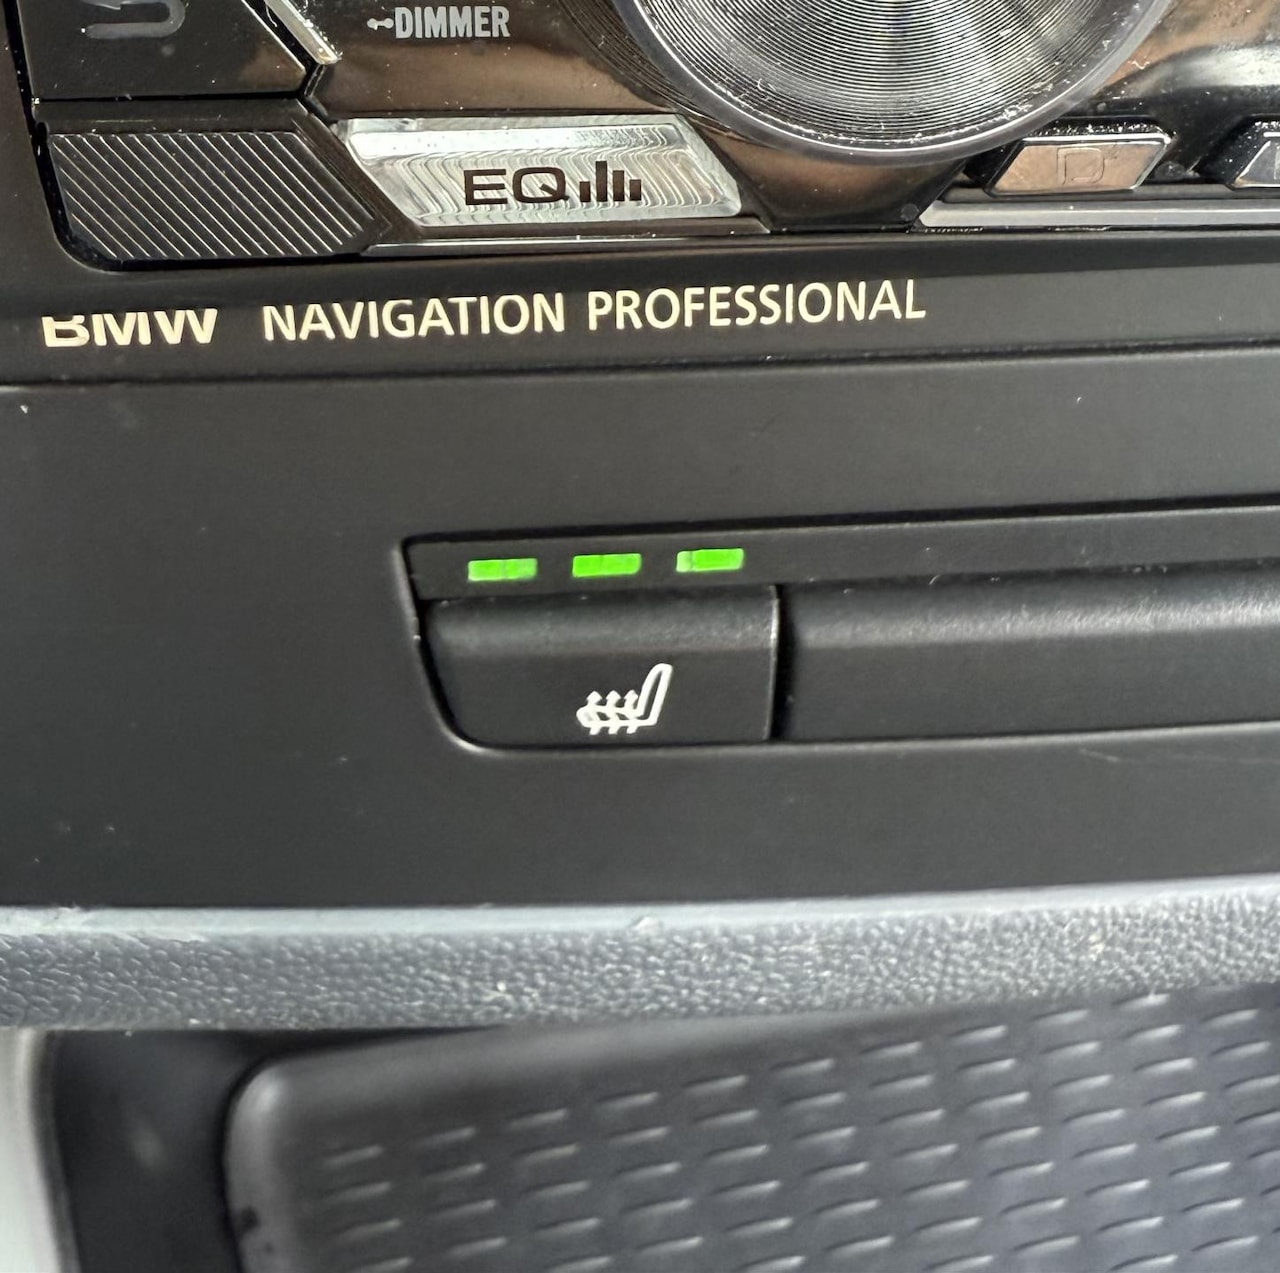 DIMMER
EQ
D
BMW NAVIGATION PROFESSIONAL